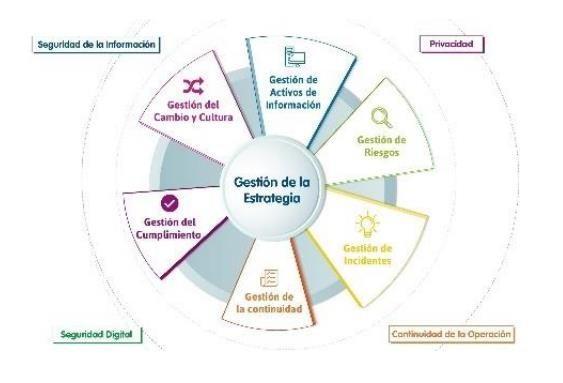 Seguridad de la Información
Privacidad
Gestión de
Activos de
Información
Gestión del
Cambio y Cultura
Gestión de
Riesgos
Gestión de la
Estrategia
Gestión del
Cumplimiento
Gestión de
Incidentes
Gestión de
la continuidad
Seguridad Digital
Continuidad de la Operación